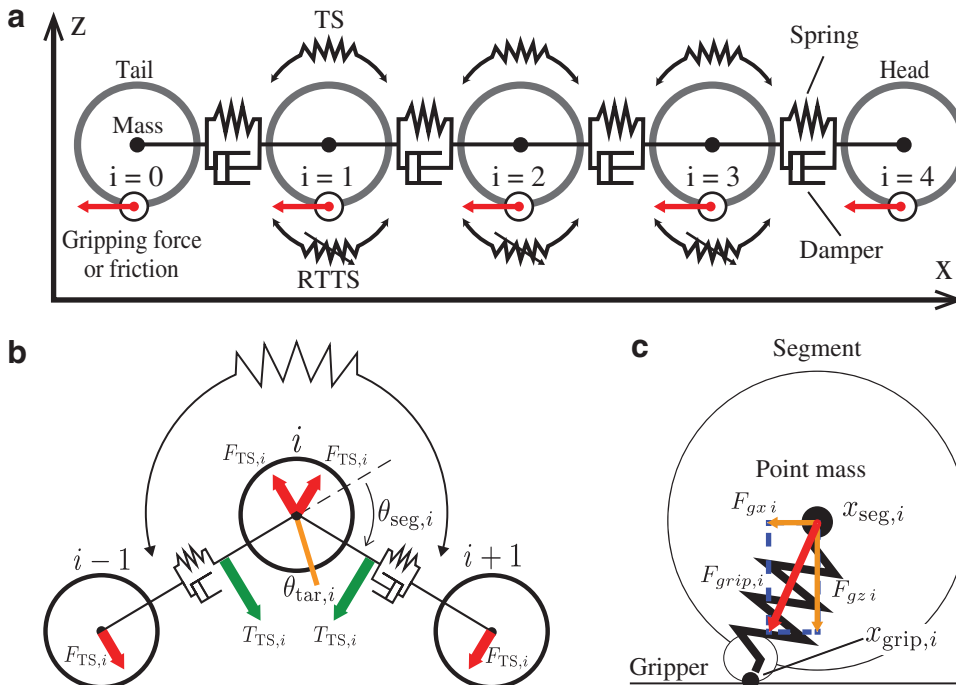 a
Z
TS
Spring
Tail
Head
Mass
i = 0
i = 1
i = 2
i = 3
i = 4
Gripping force
or friction
RTTS
Damper
X
b
i
F_TS,i
F_TS,i
θ_seg,i
i − 1
i + 1
θ_tar,i
F_TS,i
T_TS,i
T_TS,i
F_TS,i
c
Segment
Point mass
F_gx i
x_seg,i
F_grip,i
F_gz i
x_grip,i
Gripper